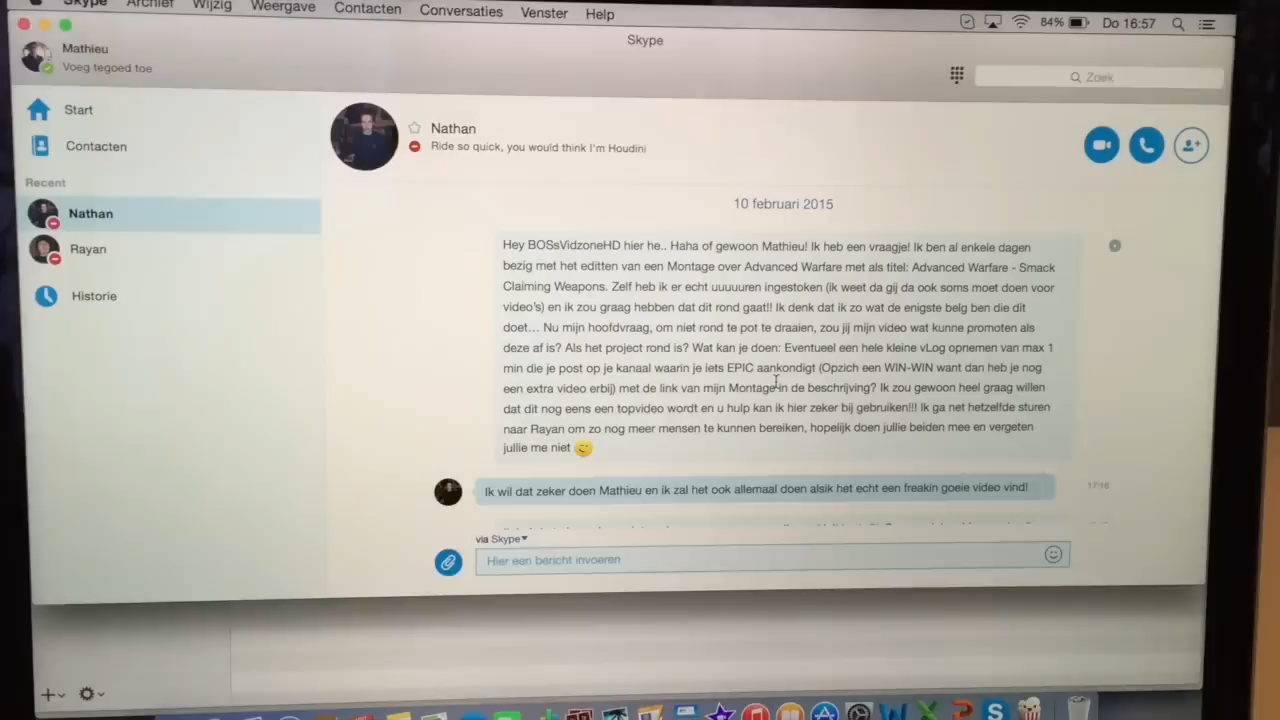 Skype Archief Wijzig Weergave Contacten Conversaties Venster Help 84% Do 16:57
Skype
Mathieu
Voeg tegoed toe
Zoek
Start
Contacten
Recent
Nathan
Rayan
Historie
Nathan
Ride so quick, you would think I'm Houdini
10 februari 2015
Hey BOSsVidzoneHD hier he.. Haha of gewoon Mathieu! Ik heb een vraagje! Ik ben al enkele dagen
bezig met het editten van een Montage over Advanced Warfare met als titel: Advanced Warfare - Smack
Claiming Weapons. Zelf heb ik er echt uuuuuren ingestoken (ik weet da gij da ook soms moet doen voor
video's) en ik zou graag hebben dat dit rond gaat!! Ik denk dat ik zo wat de enigste belg ben die dit
doet... Nu mijn hoofdvraag, om niet rond te pot te draaien, zou jij mijn video wat kunne promoten als
deze af is? Als het project rond is? Wat kan je doen: Eventueel een hele kleine vLog opnemen van max 1
min die je post op je kanaal waarin je iets EPIC aankondigt (Opzich een WIN-WIN want dan heb je nog
een extra video erbij) met de link van mijn Montage in de beschrijving? Ik zou gewoon heel graag willen
dat dit nog eens een topvideo wordt en u hulp kan ik hier zeker bij gebruiken!!! Ik ga net hetzelfde sturen
naar Rayan om zo nog meer mensen te kunnen bereiken, hopelijk doen jullie beiden mee en vergeten
jullie me niet
Ik wil dat zeker doen Mathieu en ik zal het ook allemaal doen alsik het echt een freakin goeie video vind!
17:16
via Skype
Hier een bericht invoeren